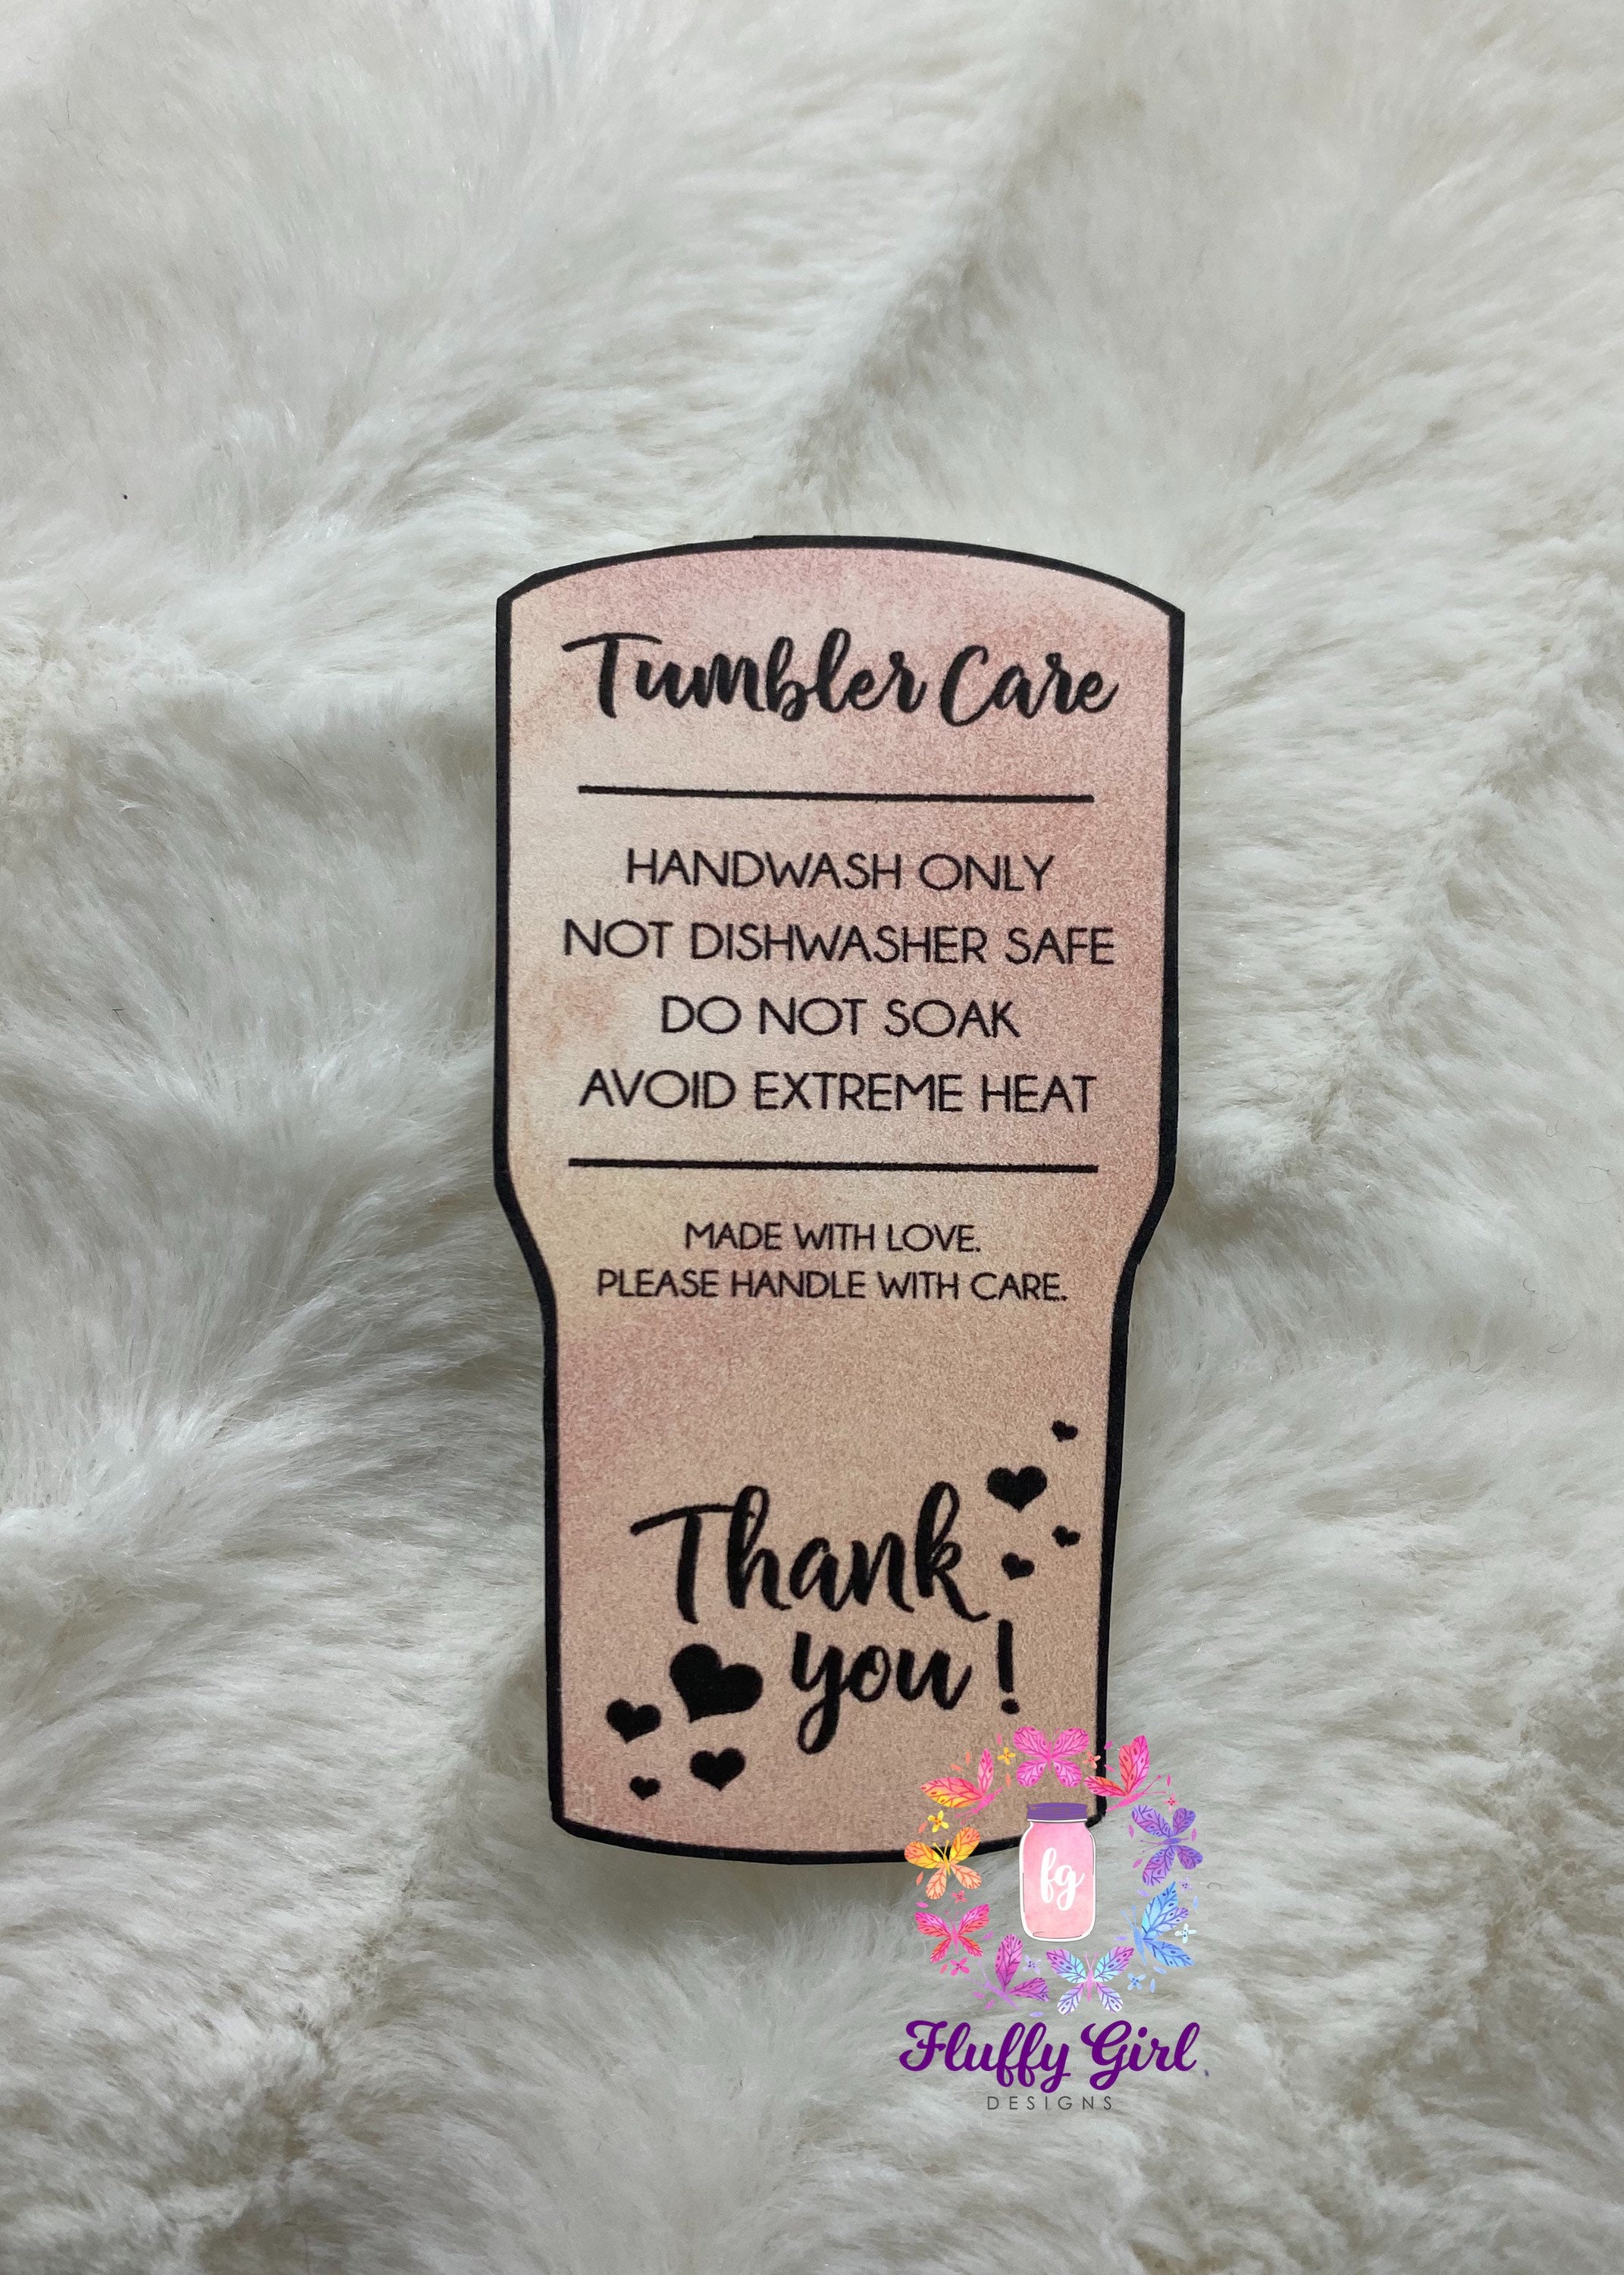 Tumbler Care
HANDWASH ONLY
NOT DISHWASHER SAFE
DO NOT SOAK
AVOID EXTREME HEAT
MADE WITH LOVE.
PLEASE HANDLE WITH CARE.
Thank
you!
fg
Fluffy Girl
DESIGNS